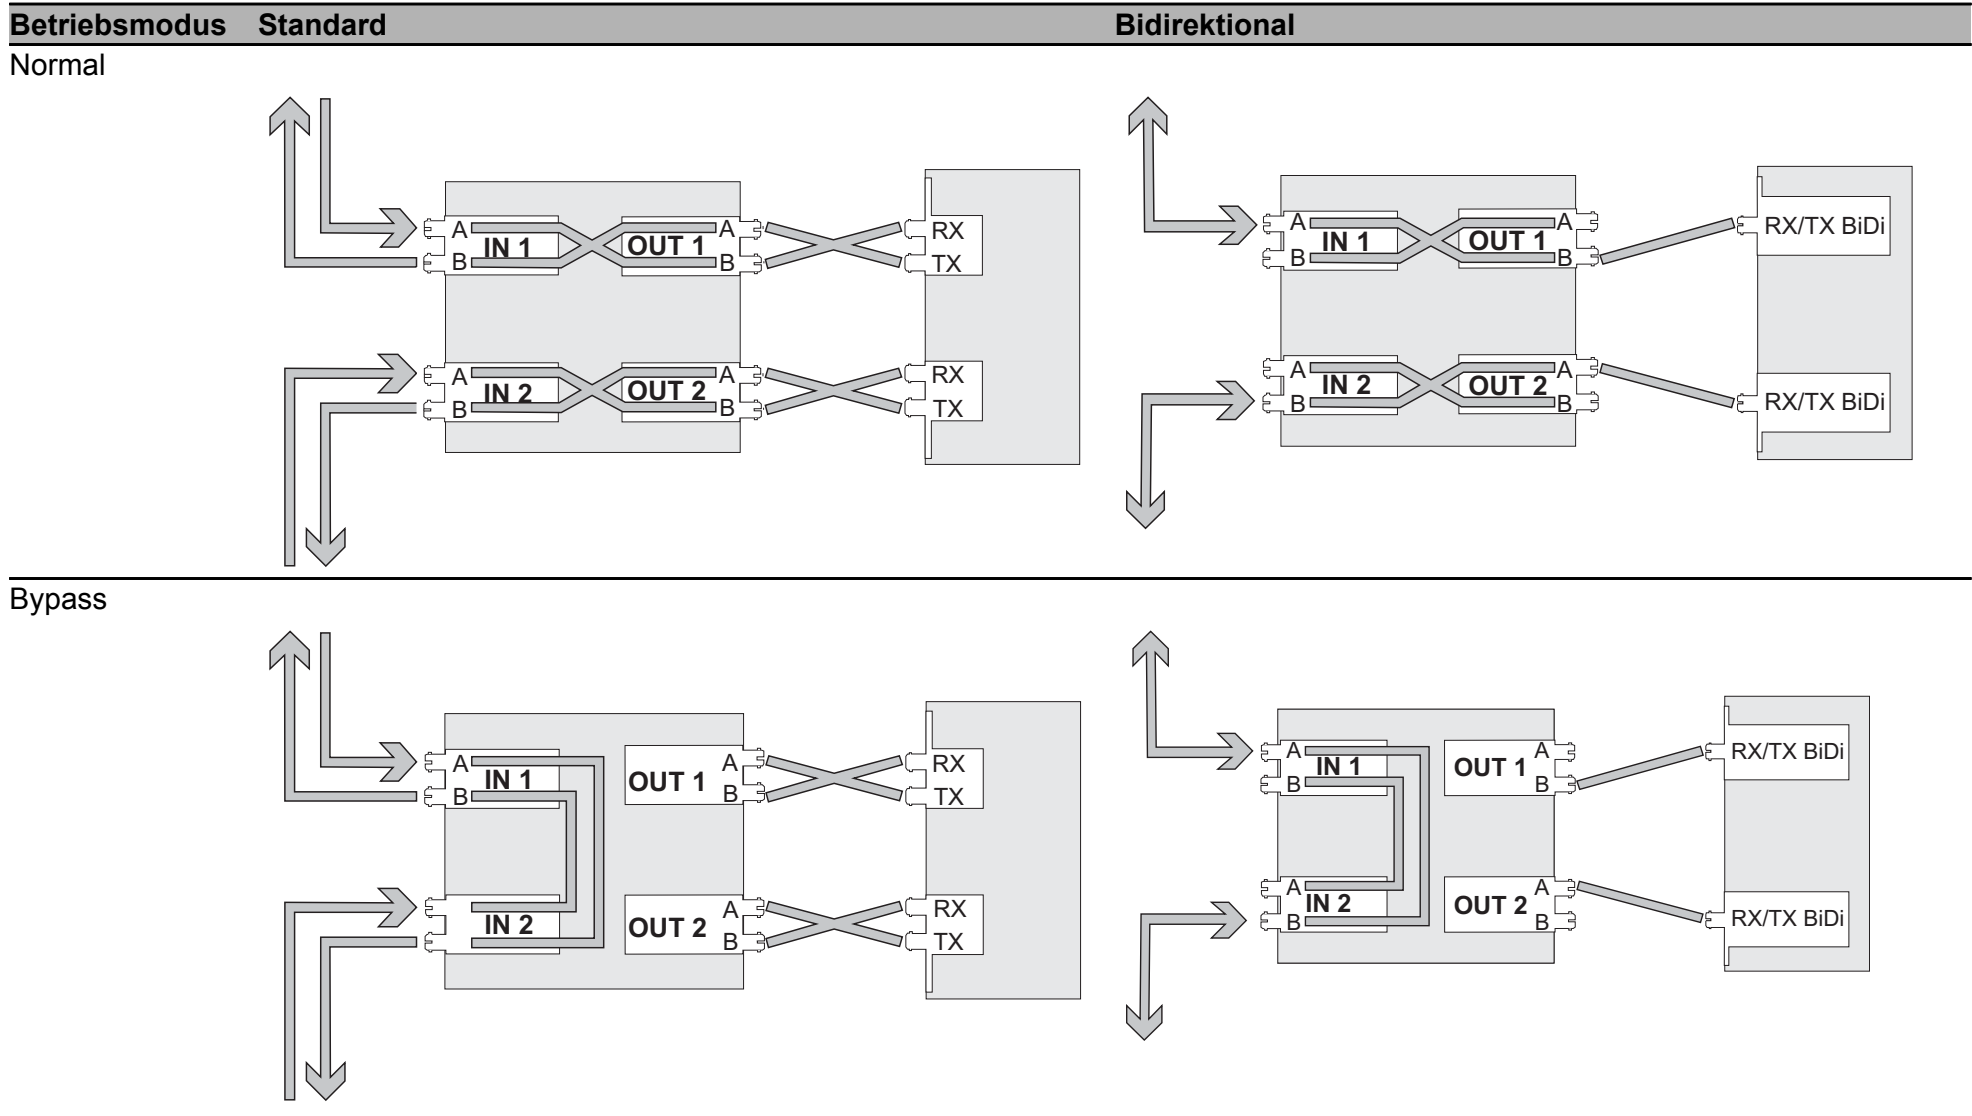 Betriebsmodus Standard Bidirektional
Normal
A IN 1 OUT 1 A RX
B B TX
A IN 2 OUT 2 A RX
B B TX
A IN 1 OUT 1 A RX/TX BiDi
B B
A IN 2 OUT 2 A RX/TX BiDi
B B
Bypass
A IN 1 OUT 1 A RX
B B TX
IN 2 OUT 2 A RX
B TX
A IN 1 OUT 1 A RX/TX BiDi
B B
A IN 2 OUT 2 A RX/TX BiDi
B B